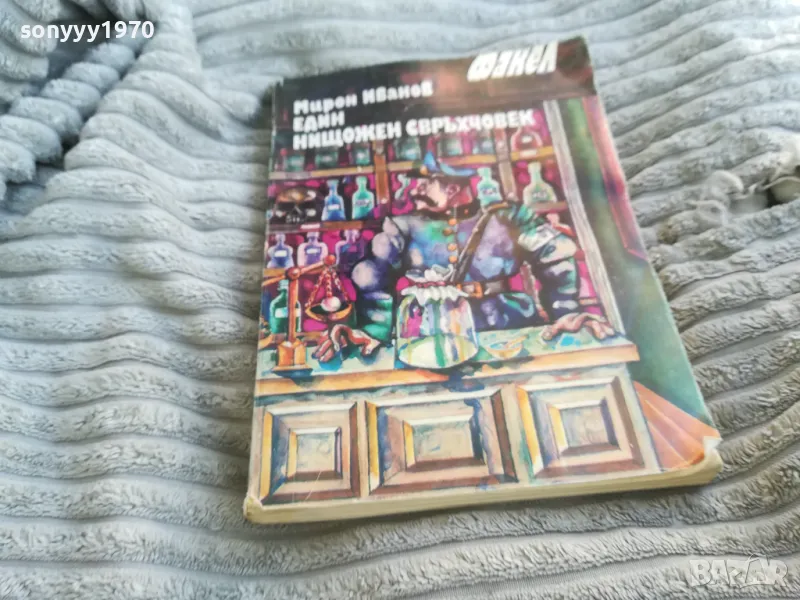 sonyyy1970
Факел
Мирон Иванов
ЕДИН
НИЩОЖЕН СВРЪХЧОВЕК
BAZAR